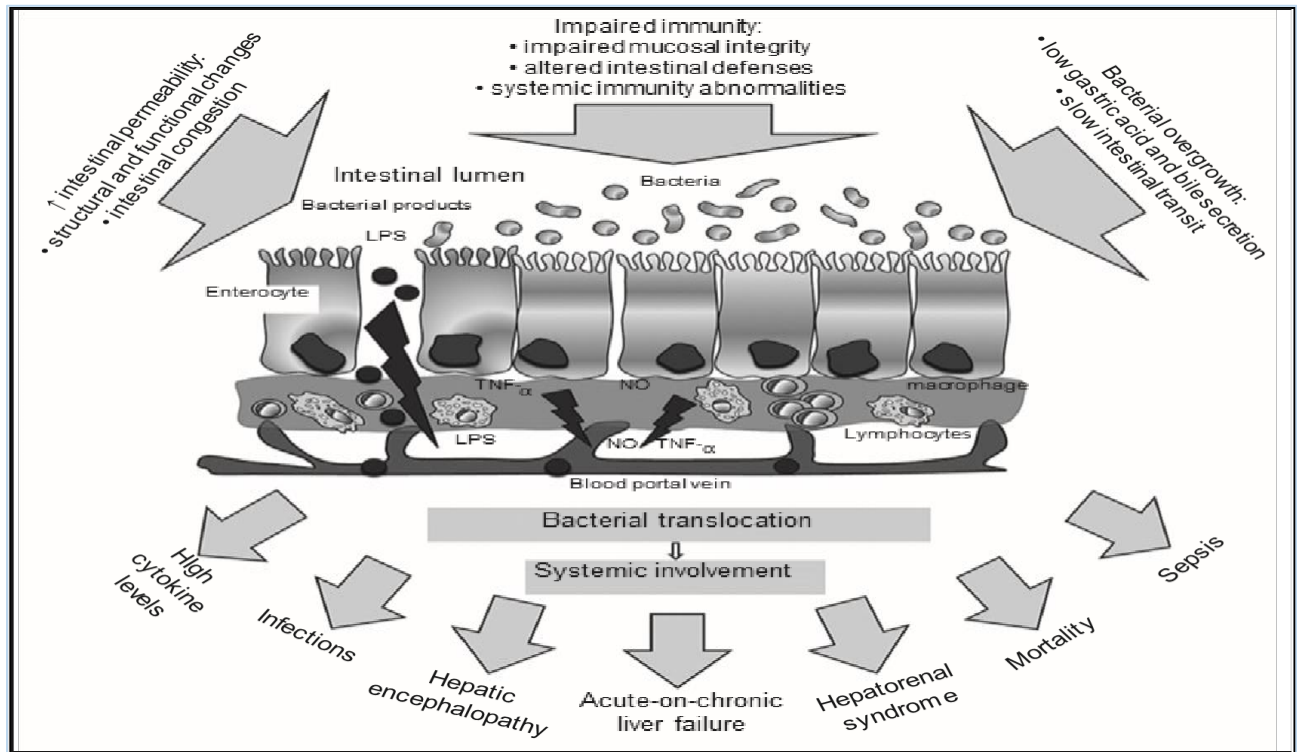 ↑ intestinal permeability:
• structural and functional changes
• intestinal congestion
Impaired immunity:
• impaired mucosal integrity
• altered intestinal defenses
• systemic immunity abnormalities
Bacterial overgrowth:
• low gastric acid and bile secretion
• slow intestinal transit
Intestinal lumen
Bacteria
Bacterial products
LPS
Enterocyte
TNF-α
NO
macrophage
LPS
NO
TNF-α
Lymphocytes
Blood portal vein
Bacterial translocation
Systemic involvement
HIgh
cytokine
levels
Infections
Hepatic
encephalopathy
Acute-on-chronic
liver failure
Hepatorenal
syndrome
Mortality
Sepsis